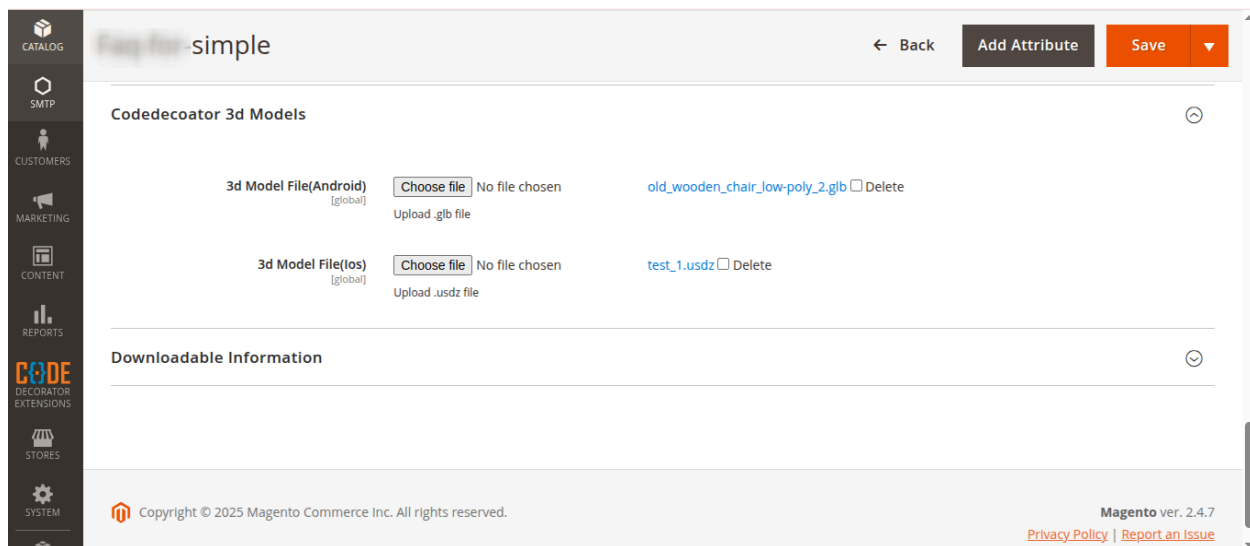 CATALOG
SMTP
CUSTOMERS
MARKETING
CONTENT
REPORTS
C{·}DE
DECORATOR
EXTENSIONS
STORES
SYSTEM
-simple
← Back
Add Attribute
Save
Codedecoator 3d Models
3d Model File(Android)
[global]
Choose file No file chosen
Upload .glb file
old_wooden_chair_low-poly_2.glb Delete
3d Model File(Ios)
[global]
Choose file No file chosen
Upload .usdz file
test_1.usdz Delete
Downloadable Information
Copyright © 2025 Magento Commerce Inc. All rights reserved.
Magento ver. 2.4.7
Privacy Policy | Report an Issue